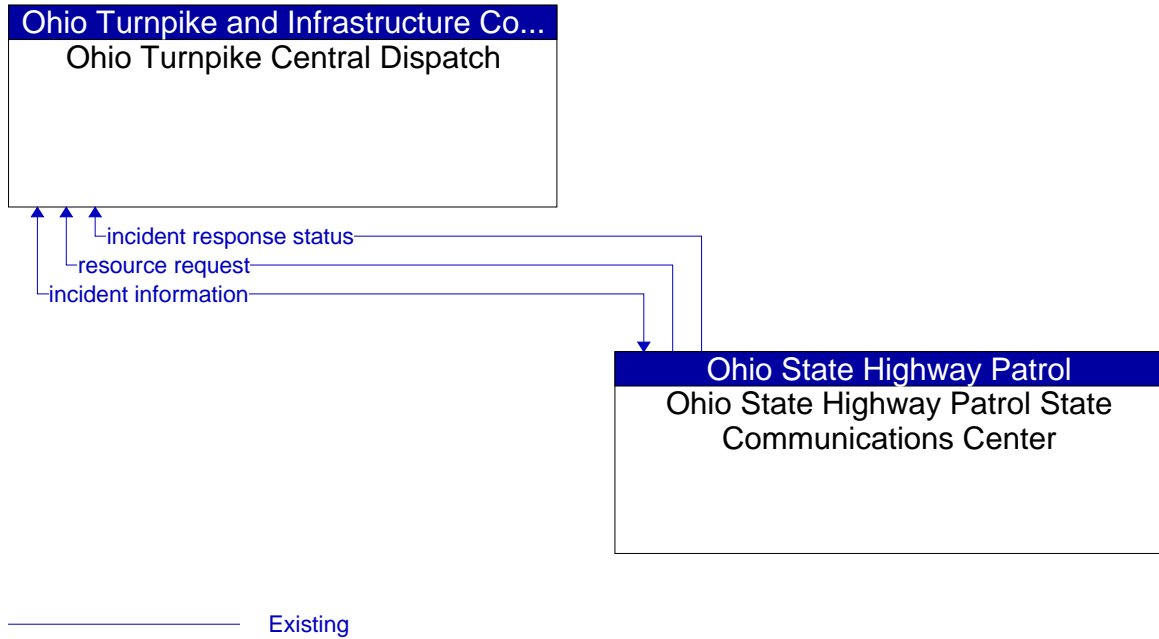 Ohio Turnpike and Infrastructure Co...
Ohio Turnpike Central Dispatch
incident response status
resource request
incident information
Ohio State Highway Patrol
Ohio State Highway Patrol State
Communications Center
Existing